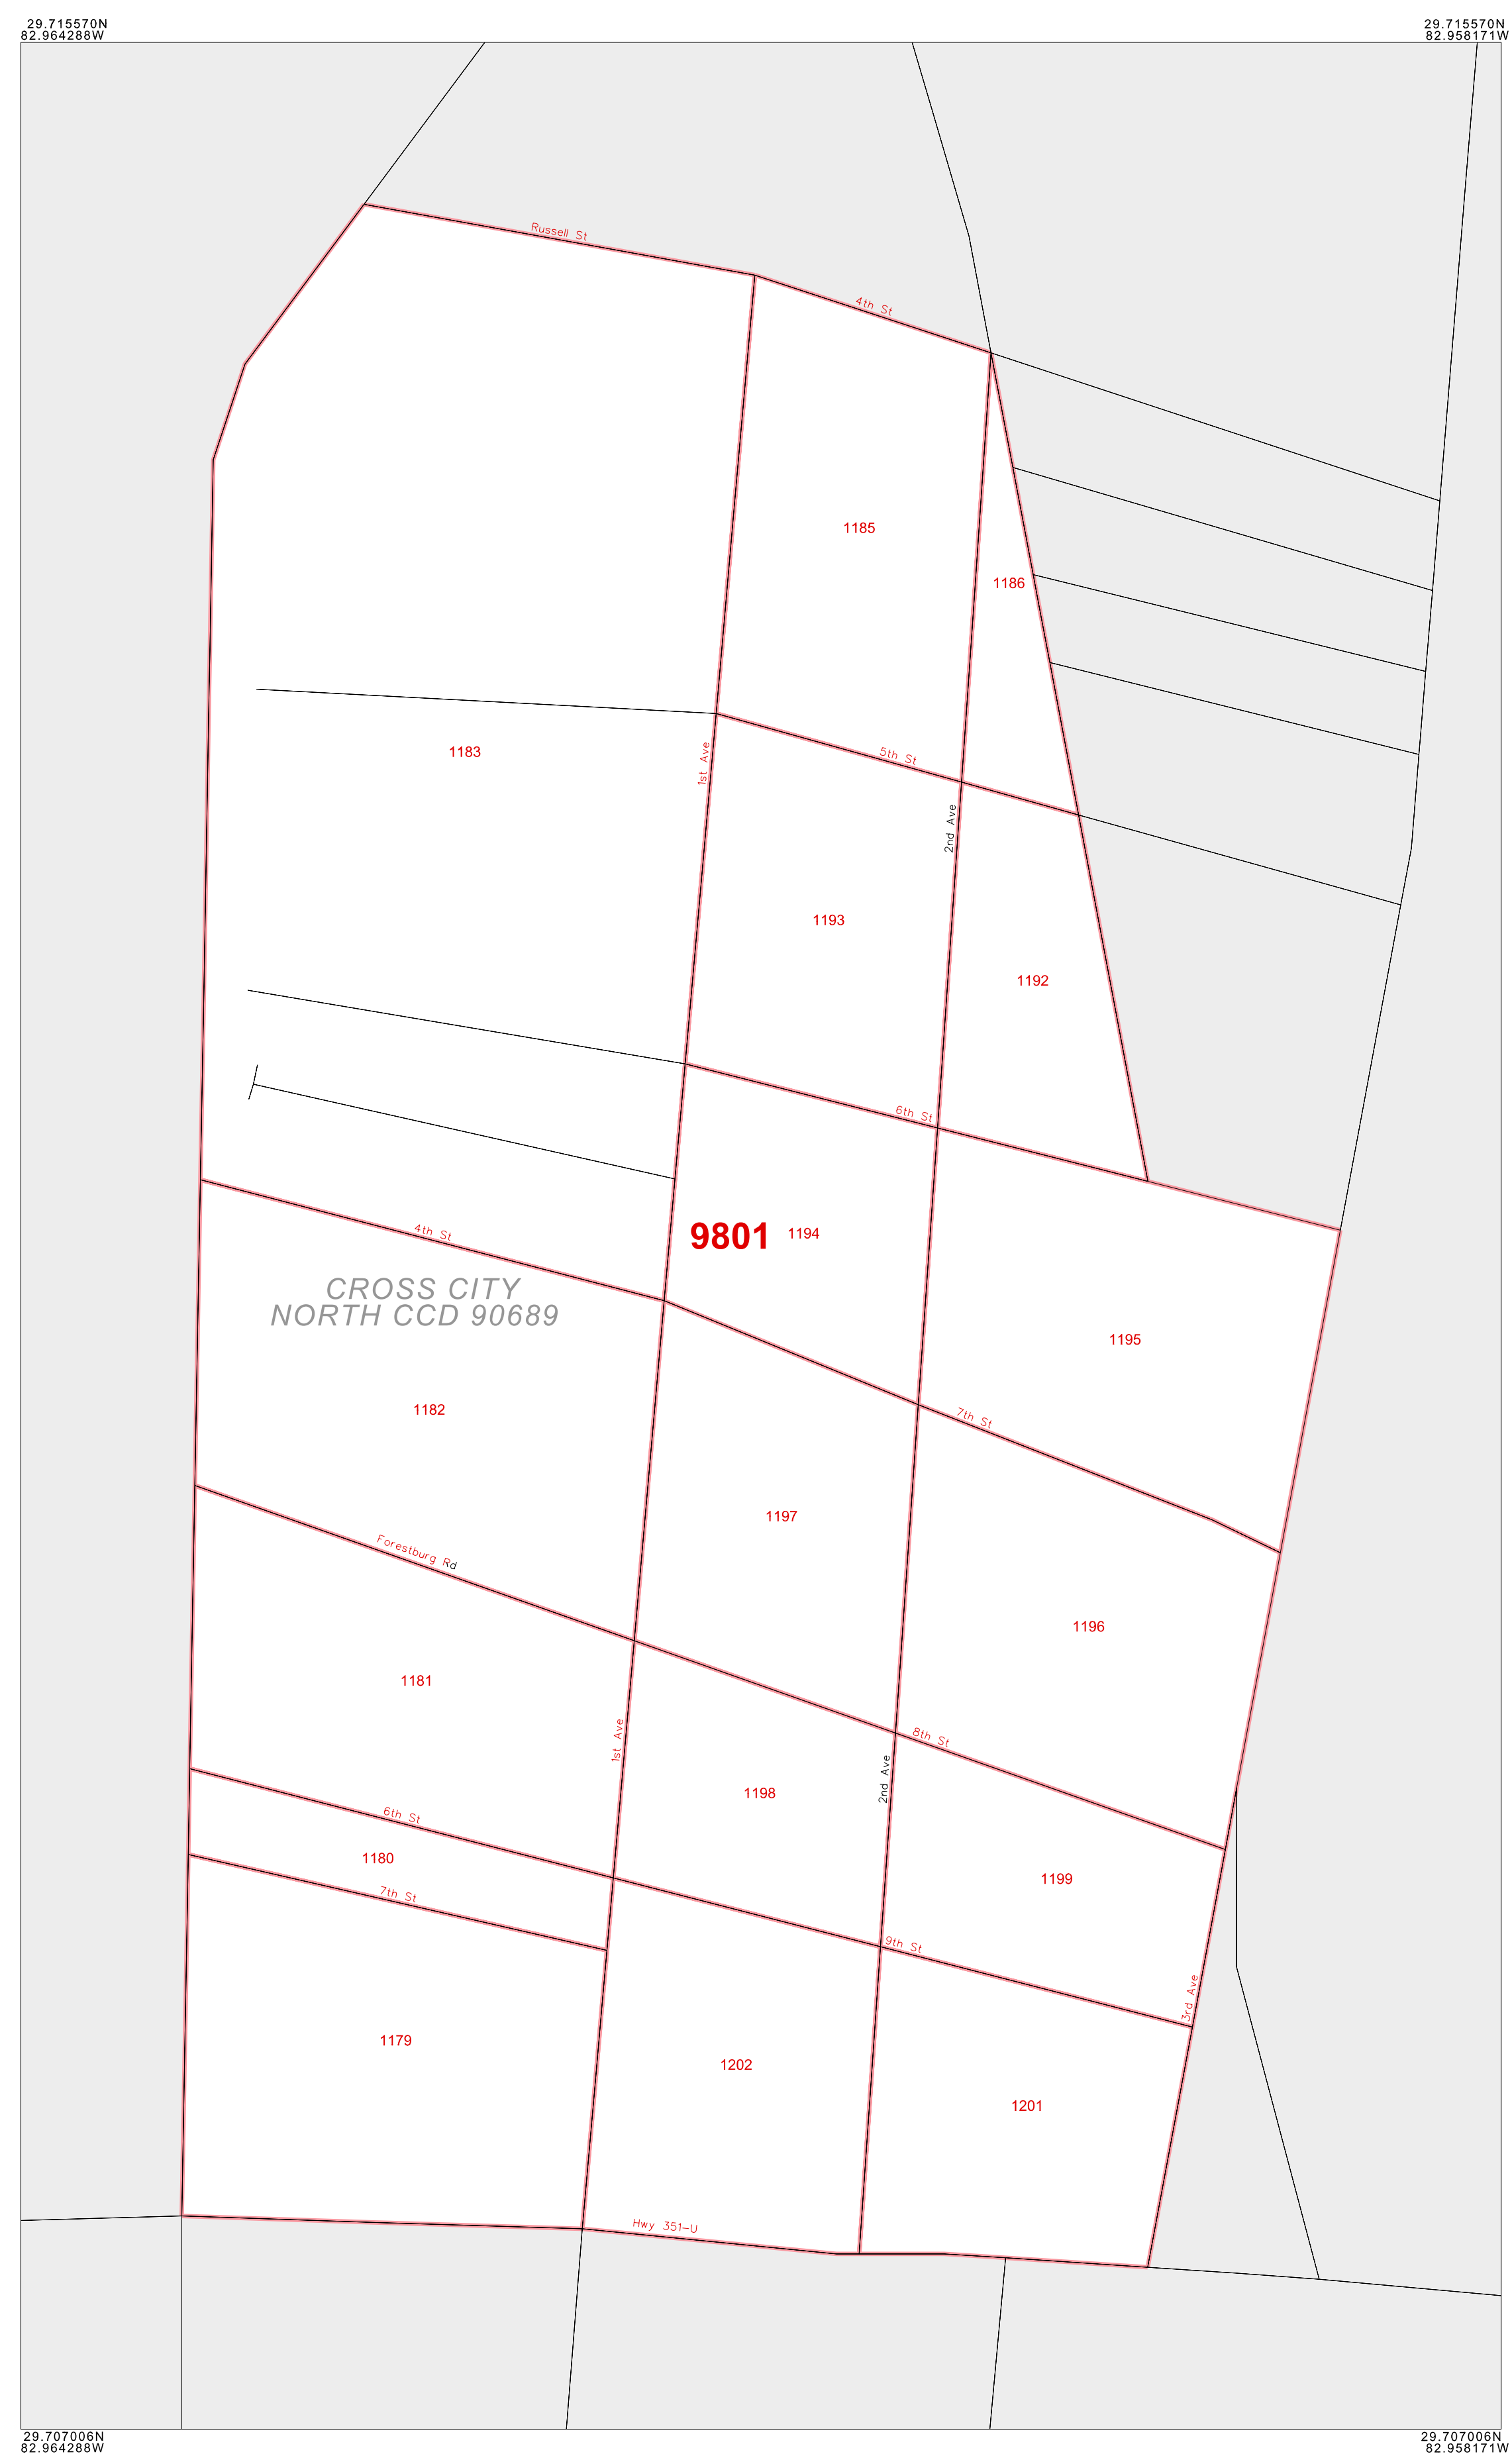 29.715570N
82.964288W
29.715570N
82.958171W
Russell St
4th St
1185
1186
1183
1st Ave
5th St
2nd Ave
1193
1192
6th St
4th St
9801
1194
CROSS CITY
NORTH CCD 90689
1195
1182
7th St
1197
Forestburg Rd
1196
1181
1st Ave
8th St
2nd Ave
1198
6th St
1180
1199
7th St
9th St
3rd Ave
1179
1202
1201
Hwy 351-U
29.707006N
82.964288W
29.707006N
82.958171W